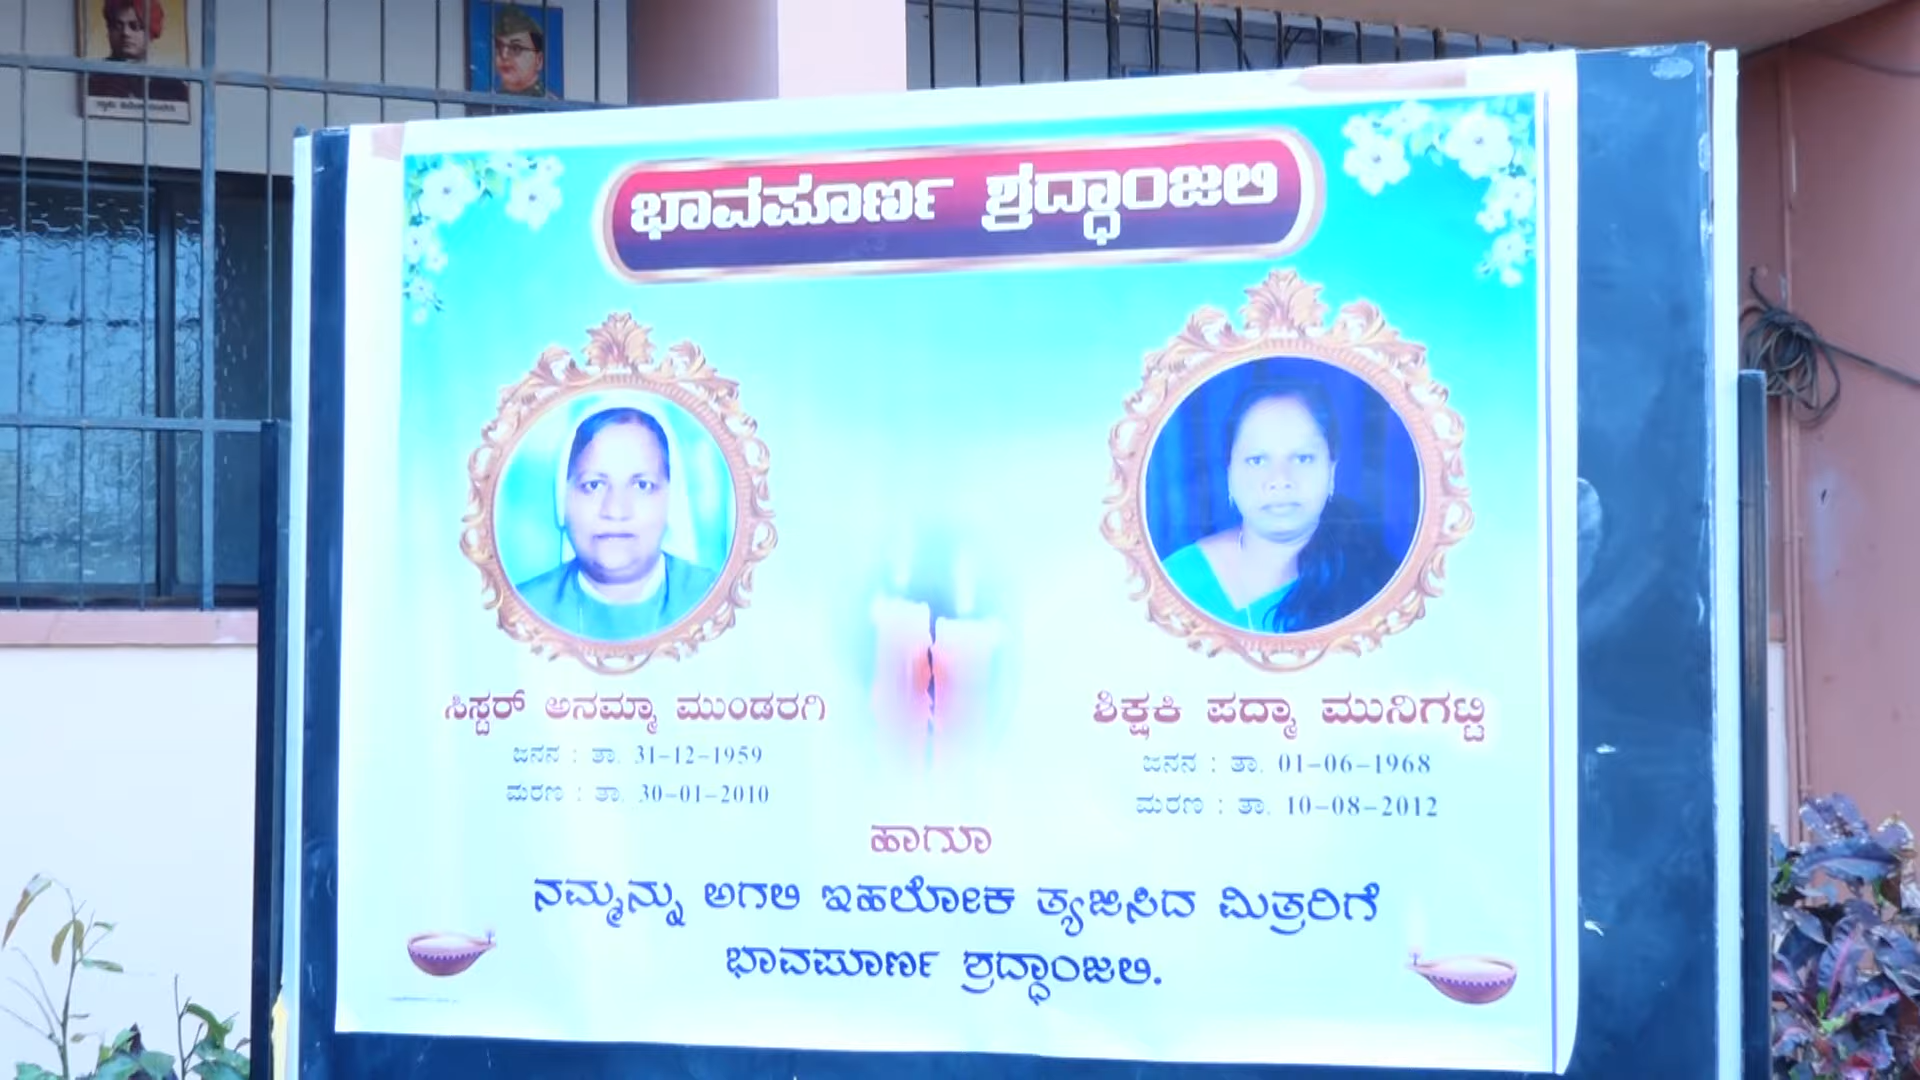 ಭಾವಪೂರ್ಣ ಶ್ರದ್ಧಾಂಜಲಿ
ಸಿಸ್ಟರ್ ಅನಮ್ಮಾ ಮುಂಡರಗಿ
ಜನನ : ತಾ. 31-12-1959
ಮರಣ : ತಾ. 30-01-2010
ಶಿಕ್ಷಕಿ ಪದ್ಮಾ ಮುನಿಗಟ್ಟಿ
ಜನನ : ತಾ. 01-06-1968
ಮರಣ : ತಾ. 10-08-2012
ಹಾಗೂ
ನಮ್ಮನ್ನು ಅಗಲಿ ಇಹಲೋಕ ತ್ಯಜಿಸಿದ ಮಿತ್ರರಿಗೆ
ಭಾವಪೂರ್ಣ ಶ್ರದ್ಧಾಂಜಲಿ.